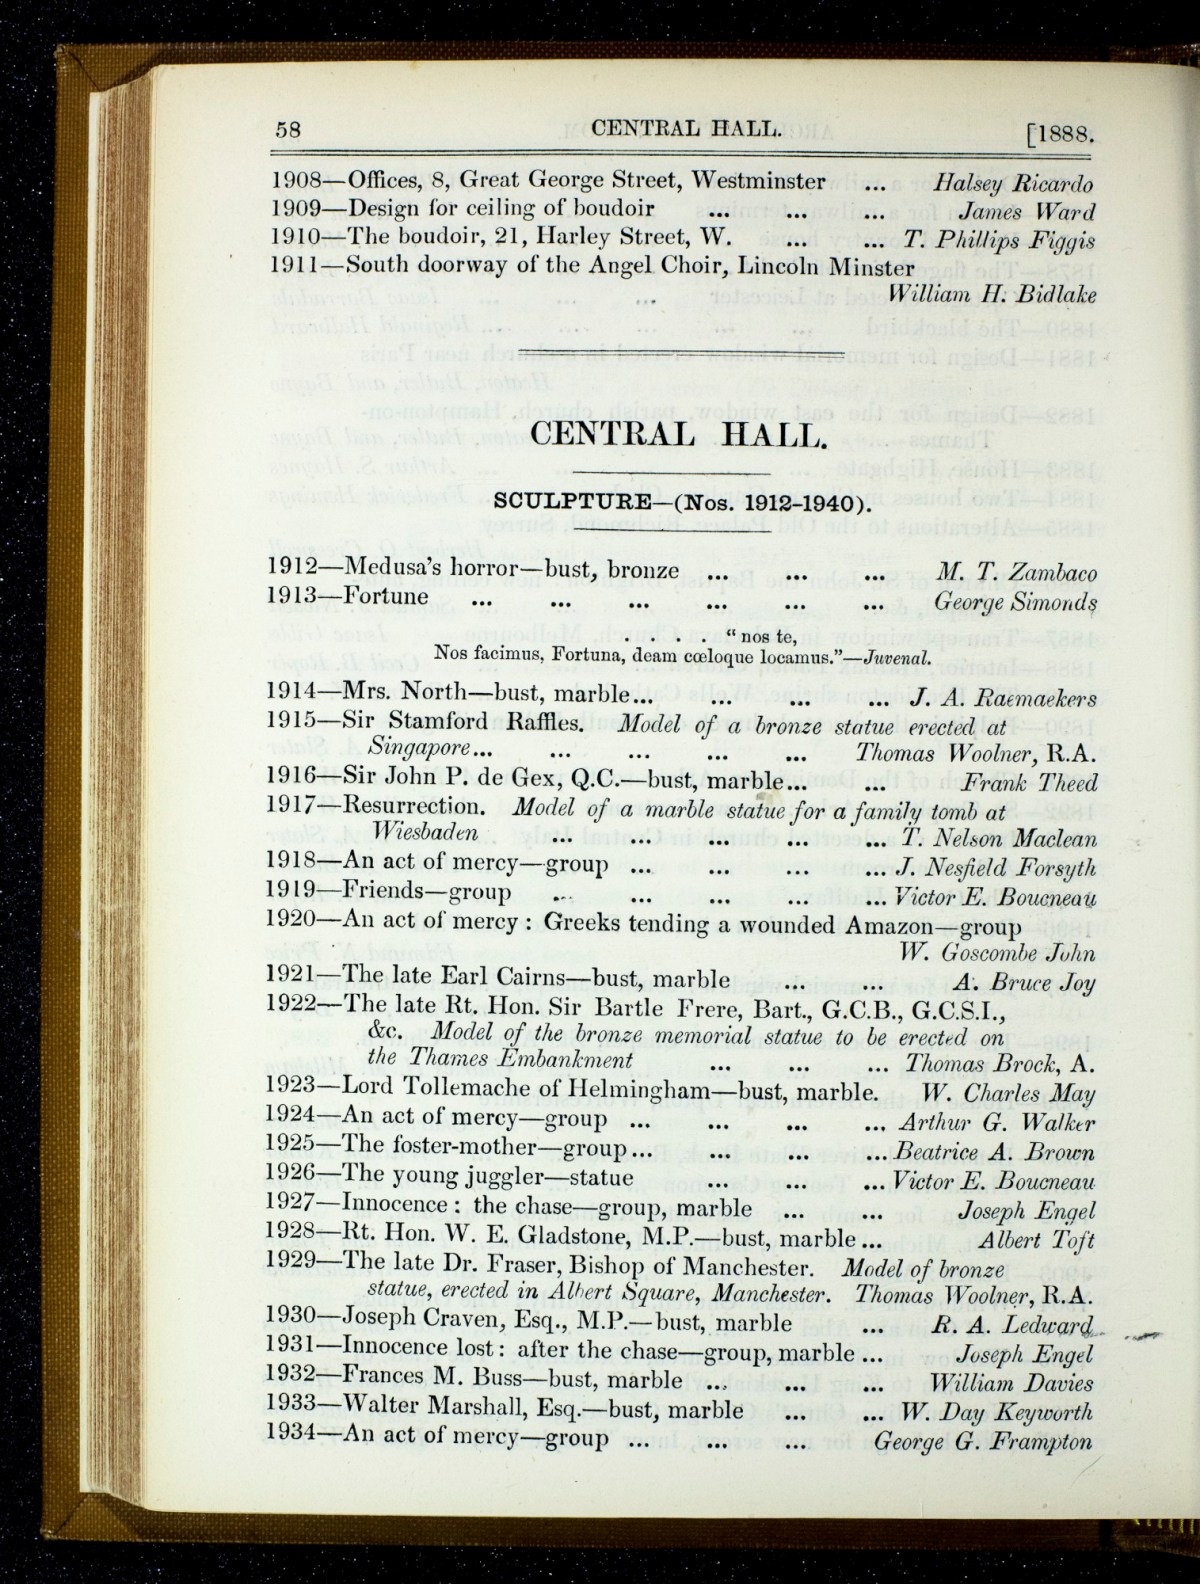 58 CENTRAL HALL. [1888.
1908—Offices, 8, Great George Street, Westminster ... Halsey Ricardo
1909—Design for ceiling of boudoir ... ... ... James Ward
1910—The boudoir, 21, Harley Street, W. ... ... T. Phillips Figgis
1911—South doorway of the Angel Choir, Lincoln Minster
William H. Bidlake
CENTRAL HALL.
SCULPTURE—(Nos. 1912-1940).
1912—Medusa's horror—bust, bronze ... ... ... M. T. Zambaco
1913—Fortune ... ... ... ... ... ... George Simonds
. . . . "nos te,
Nos facimus, Fortuna, deam cœloque locamus."—Juvenal.
1914—Mrs. North—bust, marble... ... ... ... J. A. Raemaekers
1915—Sir Stamford Raffles. Model of a bronze statue erected at
Singapore... ... ... ... ... Thomas Woolner, R.A.
1916—Sir John P. de Gex, Q.C.—bust, marble... ... Frank Theed
1917—Resurrection. Model of a marble statue for a family tomb at
Wiesbaden ... ... ... ... ... T. Nelson Maclean
1918—An act of mercy—group ... ... ... ... J. Nesfield Forsyth
1919—Friends—group ... ... ... ... ... Victor E. Boucneau
1920—An act of mercy : Greeks tending a wounded Amazon—group
W. Goscombe John
1921—The late Earl Cairns—bust, marble ... ... A. Bruce Joy
1922—The late Rt. Hon. Sir Bartle Frere, Bart., G.C.B., G.C.S.I.,
&c. Model of the bronze memorial statue to be erected on
the Thames Embankment ... ... ... Thomas Brock, A.
1923—Lord Tollemache of Helmingham—bust, marble. W. Charles May
1924—An act of mercy—group ... ... ... ... Arthur G. Walker
1925—The foster-mother—group... ... ... ... Beatrice A. Brown
1926—The young juggler—statue ... ... ... Victor E. Boucneau
1927—Innocence : the chase—group, marble ... ... Joseph Engel
1928—Rt. Hon. W. E. Gladstone, M.P.—bust, marble ... Albert Toft
1929—The late Dr. Fraser, Bishop of Manchester. Model of bronze
statue, erected in Albert Square, Manchester. Thomas Woolner, R.A.
1930—Joseph Craven, Esq., M.P.—bust, marble ... R. A. Ledward
1931—Innocence lost : after the chase—group, marble ... Joseph Engel
1932—Frances M. Buss—bust, marble ... ... ... William Davies
1933—Walter Marshall, Esq.—bust, marble ... ... W. Day Keyworth
1934—An act of mercy—group ... ... ... George G. Frampton